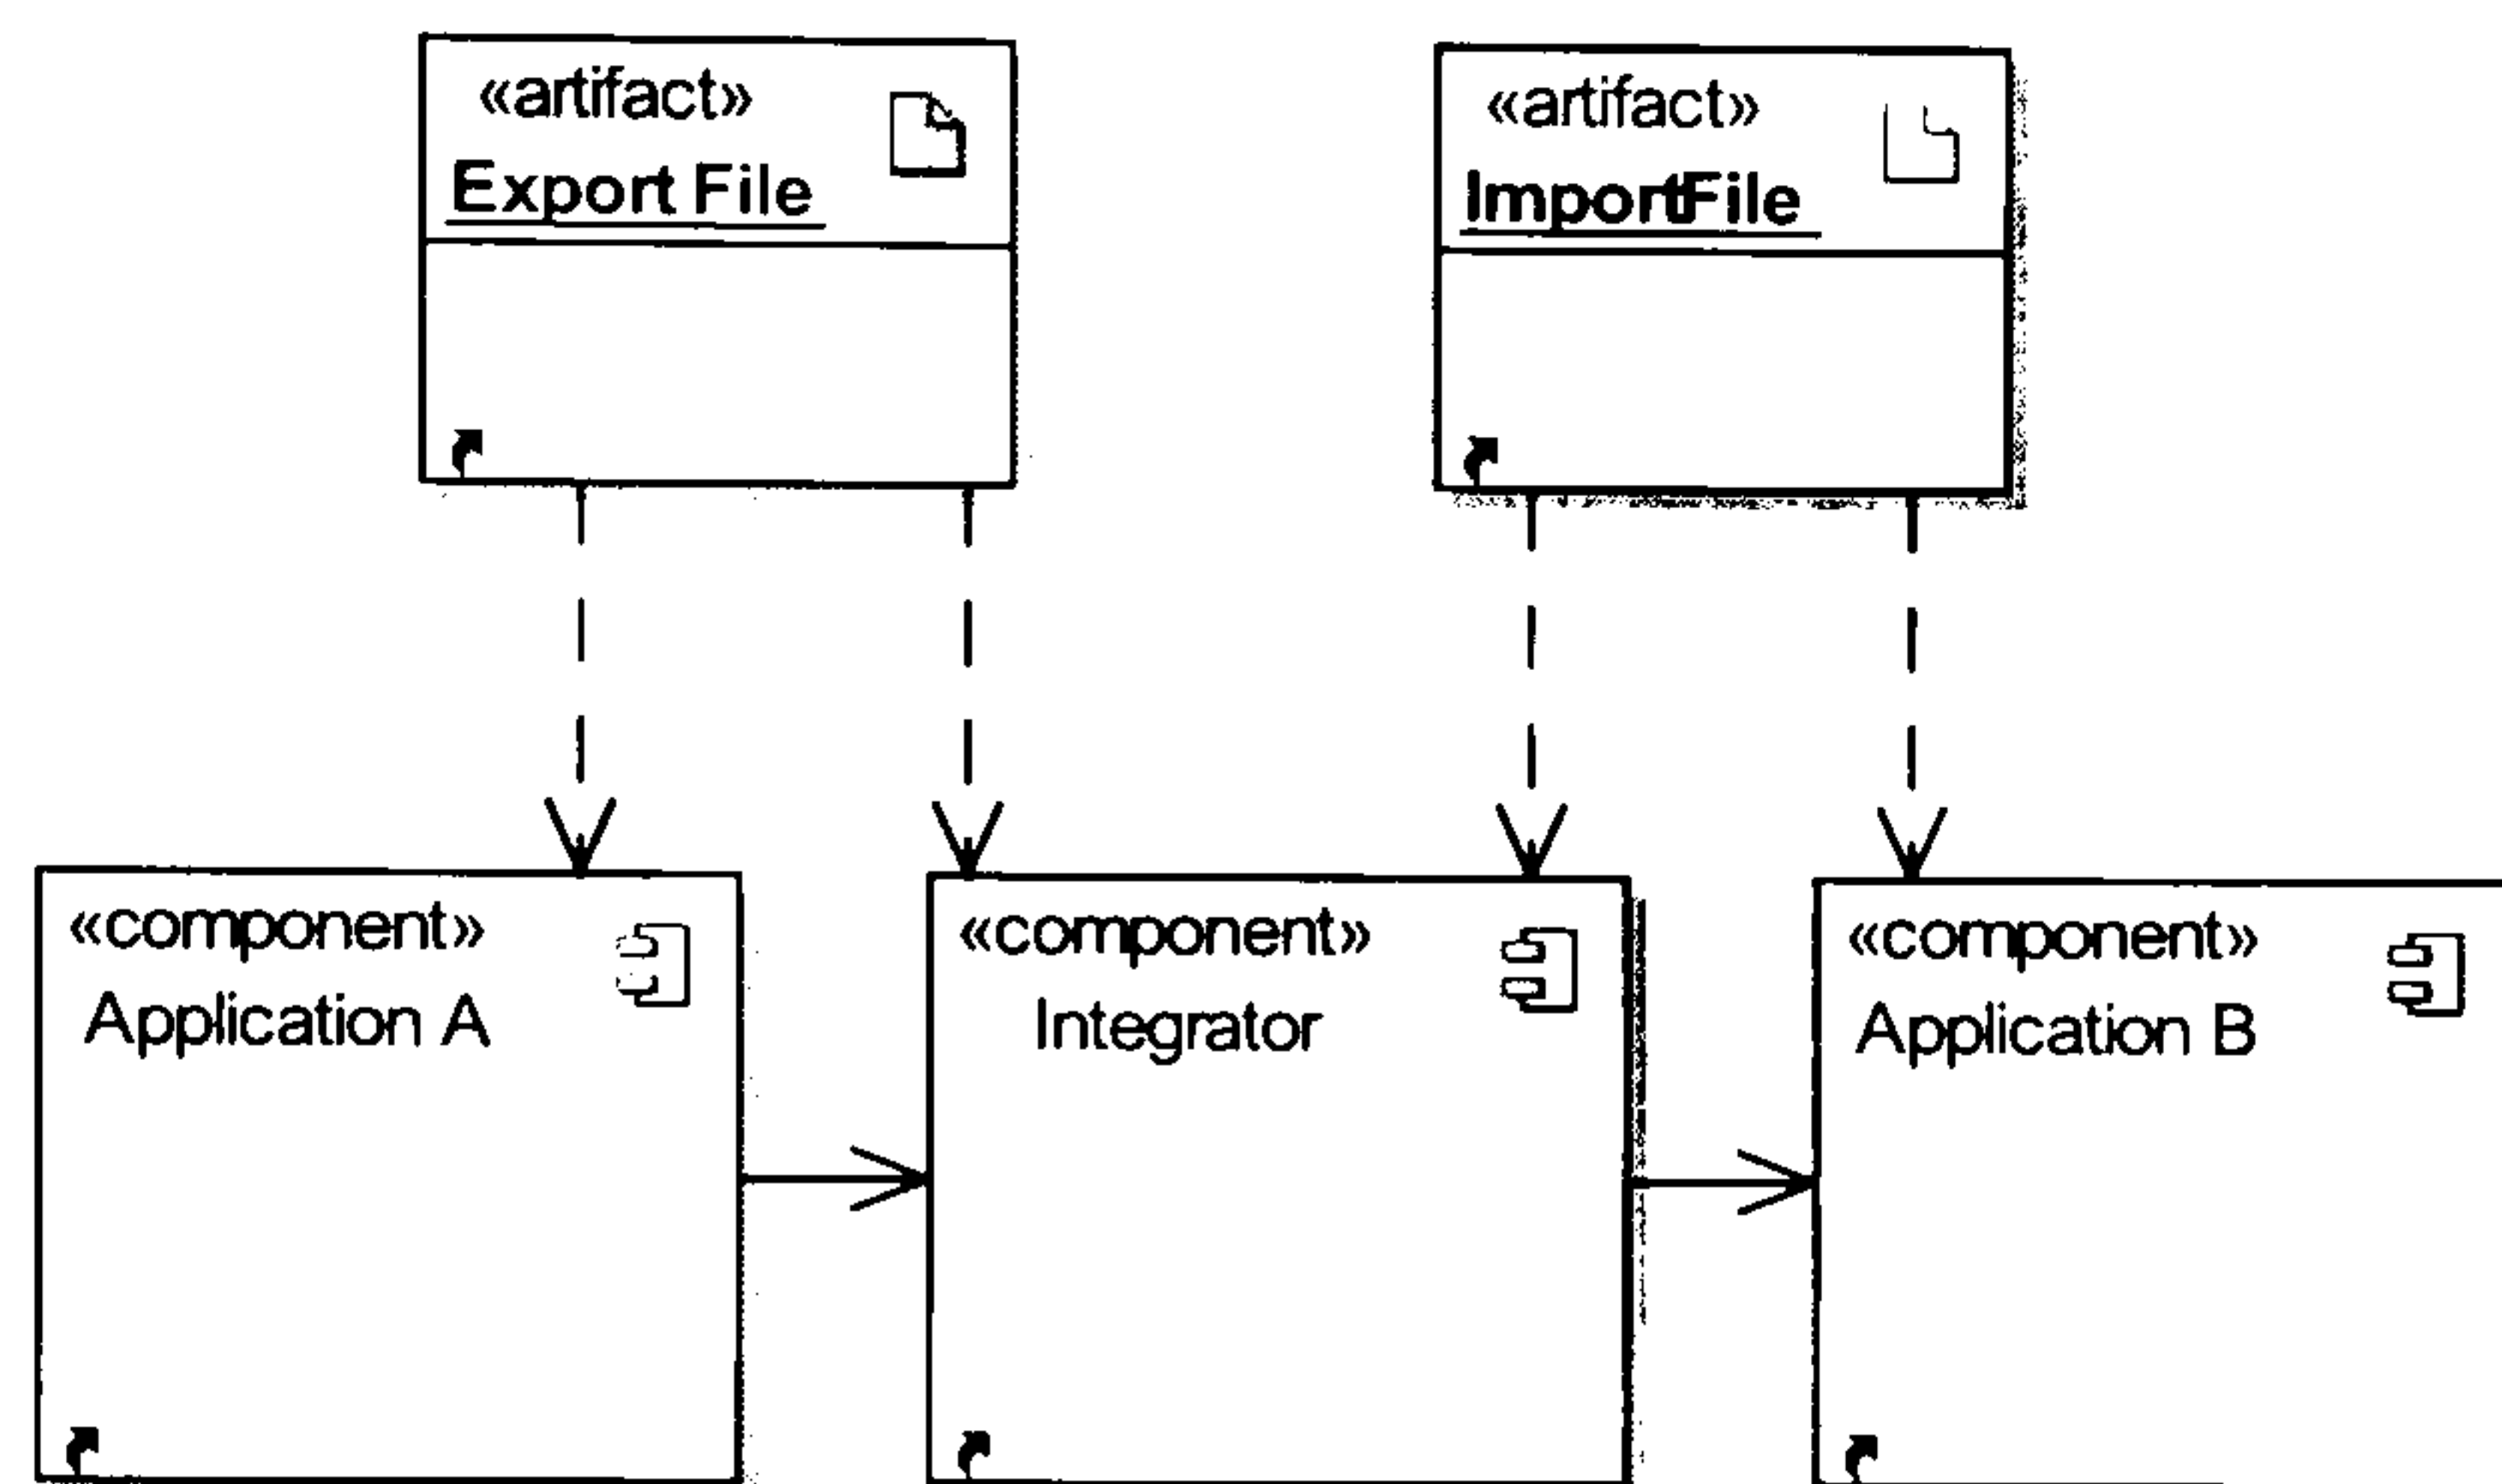 «artifact»
Export File
«artifact»
ImportFile
«component»
Application A
«component»
Integrator
«component»
Application B